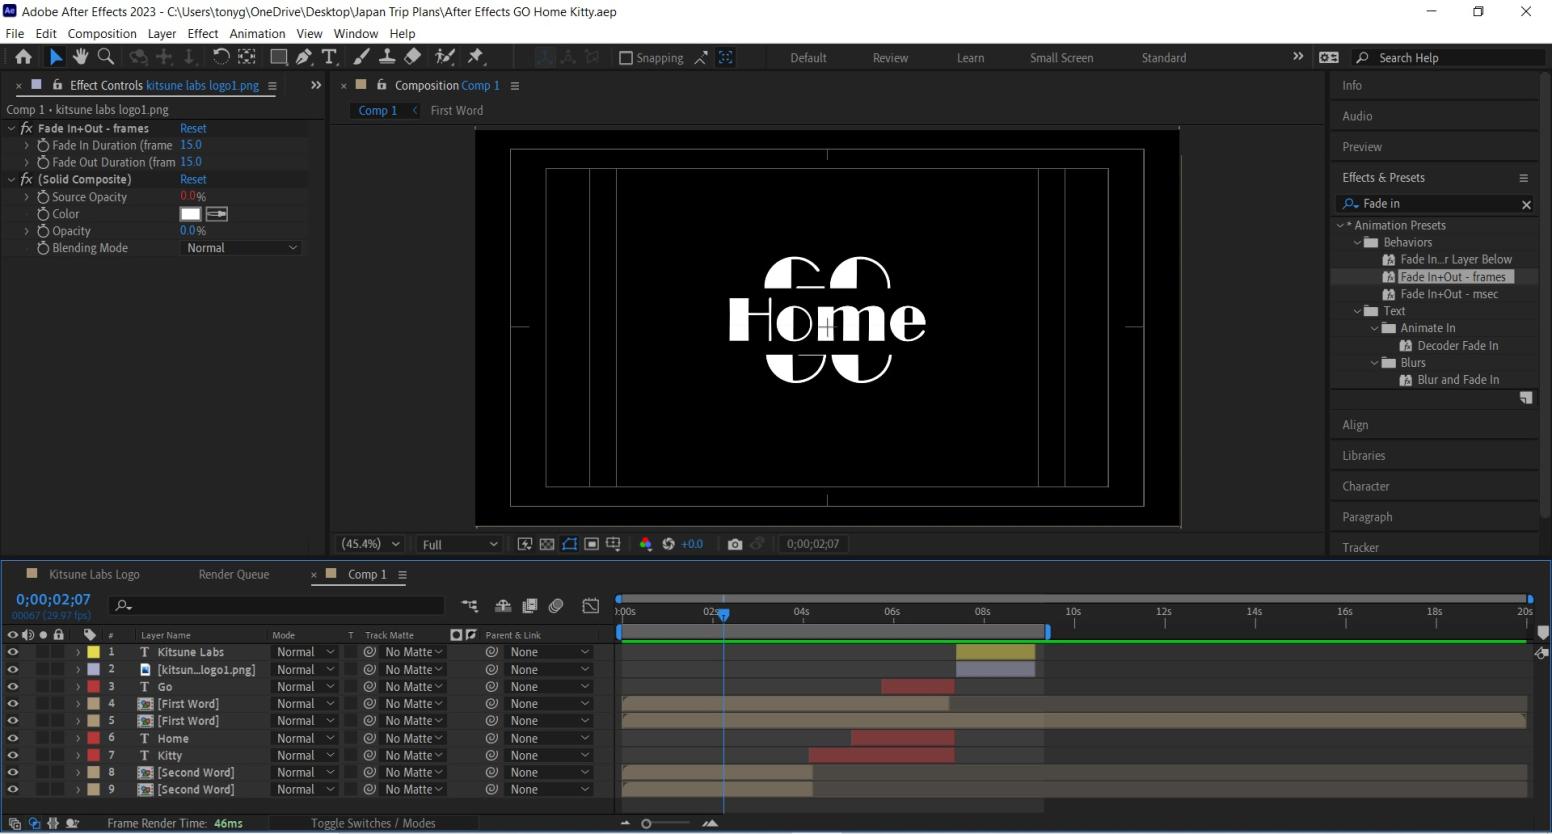 Adobe After Effects 2023 - C:\Users\tonyg\OneDrive\Desktop\Japan Trip Plans\After Effects GO Home Kitty.aep
File Edit Composition Layer Effect Animation View Window Help
Snapping Default Review Learn Small Screen Standard Search Help
Effect Controls kitsune labs logo1.png
Comp 1 • kitsune labs logo1.png
fx Fade In+Out - frames Reset
Fade In Duration (frame 15.0
Fade Out Duration (fram 15.0
fx (Solid Composite) Reset
Source Opacity 0.0%
Color
Opacity 0.0%
Blending Mode Normal
Composition Comp 1
Comp 1 First Word
GO
Home
(45.4%) Full +0.0 0;00;02;07
Info
Audio
Preview
Effects & Presets
Fade in
* Animation Presets
Behaviors
Fade In...r Layer Below
Fade In+Out - frames
Fade In+Out - msec
Text
Animate In
Decoder Fade In
Blurs
Blur and Fade In
Align
Libraries
Character
Paragraph
Tracker
Kitsune Labs Logo Render Queue Comp 1
0;00;02;07
00067 (29.97 fps)
:00s 02s 04s 06s 08s 10s 12s 14s 16s 18s 20s
# Layer Name Mode T Track Matte Parent & Link
1 T Kitsune Labs Normal No Matte None
2 [kitsun...logo1.png] Normal No Matte None
3 T Go Normal No Matte None
4 [First Word] Normal No Matte None
5 [First Word] Normal No Matte None
6 T Home Normal No Matte None
7 T Kitty Normal No Matte None
8 [Second Word] Normal No Matte None
9 [Second Word] Normal No Matte None
Frame Render Time: 46ms Toggle Switches / Modes